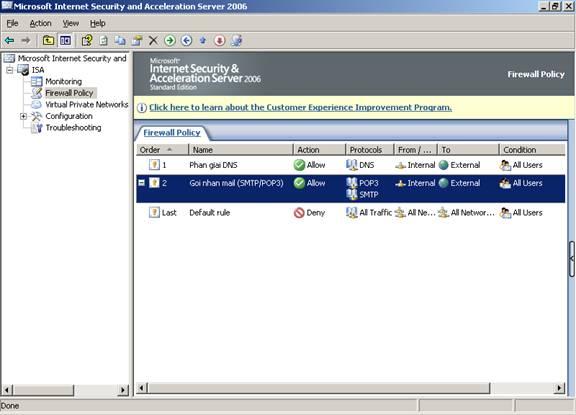 Microsoft Internet Security and Acceleration Server 2006
File Action View Help
Microsoft Internet Security and
ISA
Monitoring
Firewall Policy
Virtual Private Networks
Configuration
Troubleshooting
Microsoft®
Internet Security &
Acceleration Server 2006
Standard Edition
Firewall Policy
Click here to learn about the Customer Experience Improvement Program.
Firewall Policy
Order Name Action Protocols From / ... To Condition
1 Phan giai DNS Allow DNS Internal External All Users
2 Goi nhan mail (SMTP/POP3) Allow POP3 Internal External All Users
SMTP
Last Default rule Deny All Traffic All Ne... All Networ... All Users
Done